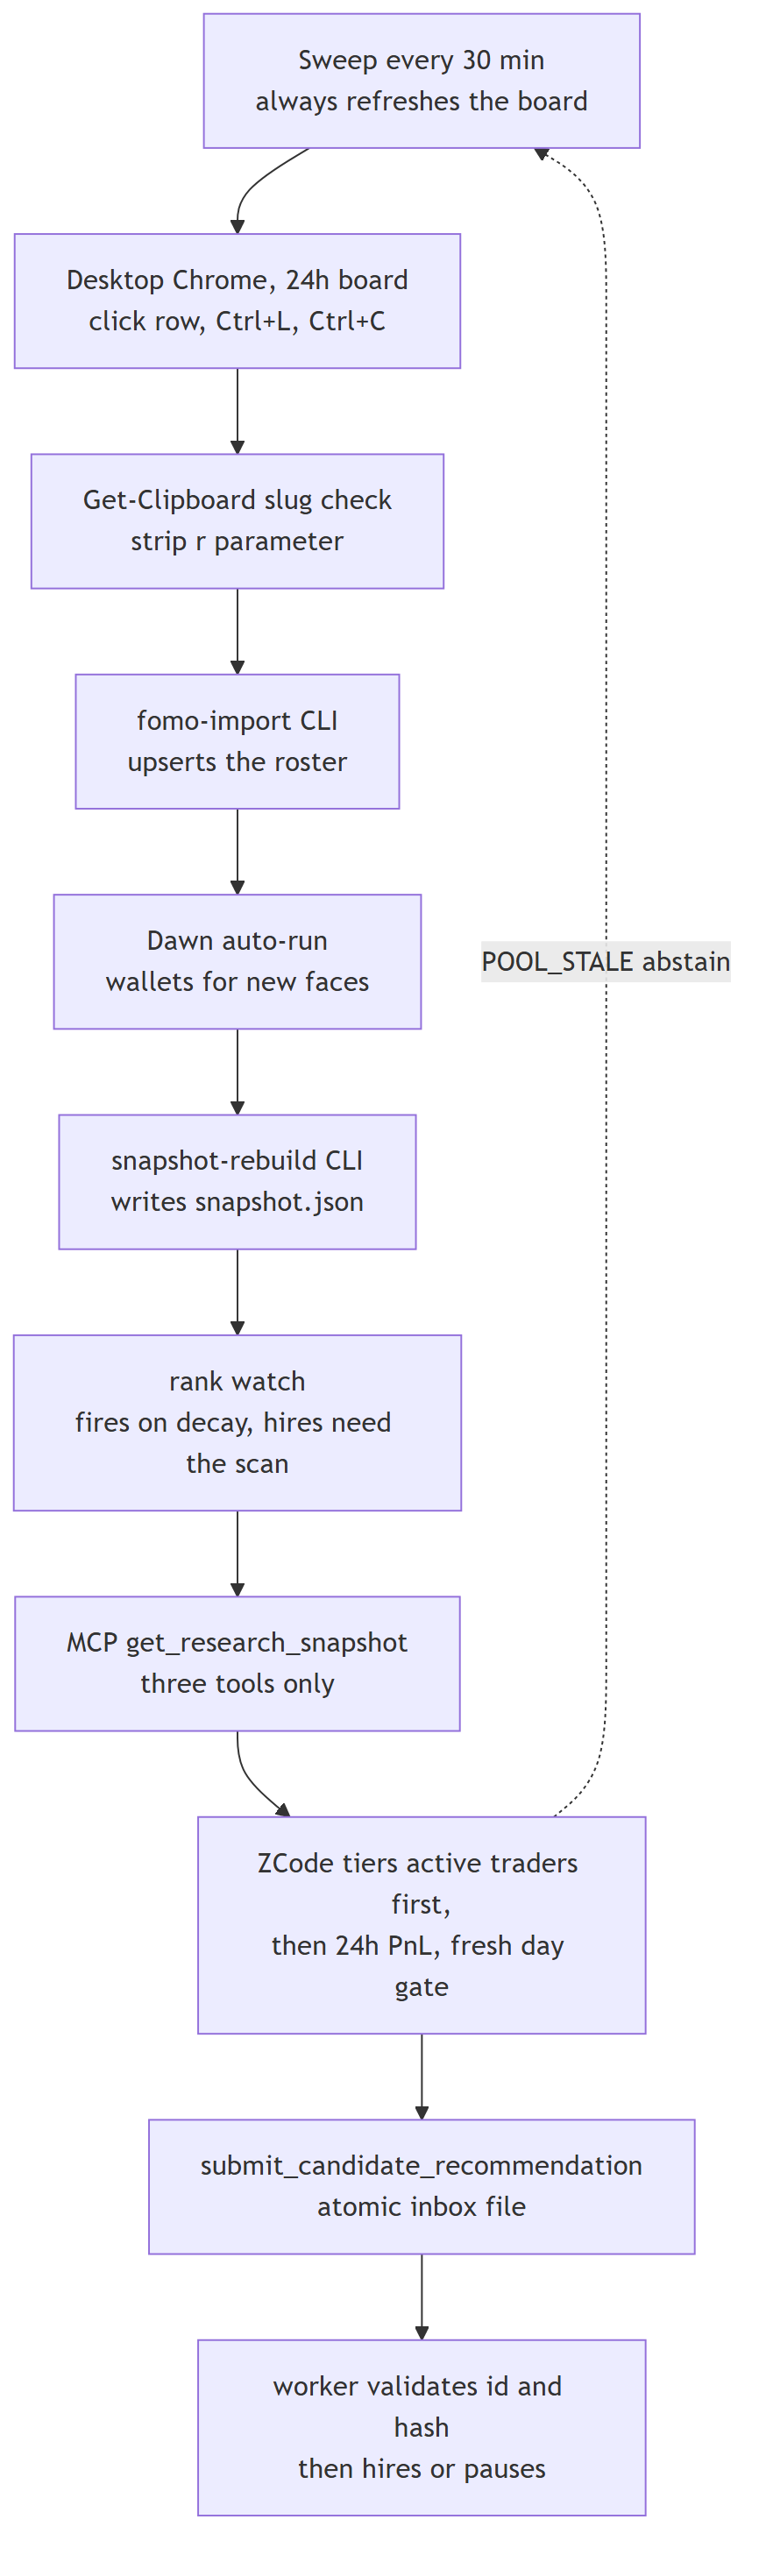 Sweep every 30 min
always refreshes the board
Desktop Chrome, 24h board
click row, Ctrl+L, Ctrl+C
Get-Clipboard slug check
strip r parameter
fomo-import CLI
upserts the roster
Dawn auto-run
wallets for new faces
POOL_STALE abstain
snapshot-rebuild CLI
writes snapshot.json
rank watch
fires on decay, hires need
the scan
MCP get_research_snapshot
three tools only
ZCode tiers active traders
first,
then 24h PnL, fresh day
gate
submit_candidate_recommendation
atomic inbox file
worker validates id and
hash
then hires or pauses